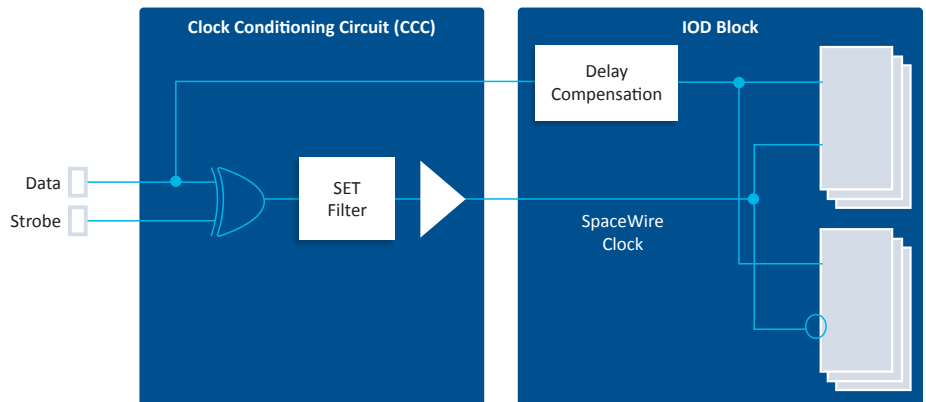 Clock Conditioning Circuit (CCC)
IOD Block
Delay
Compensation
Data
Strobe
SET
Filter
SpaceWire
Clock